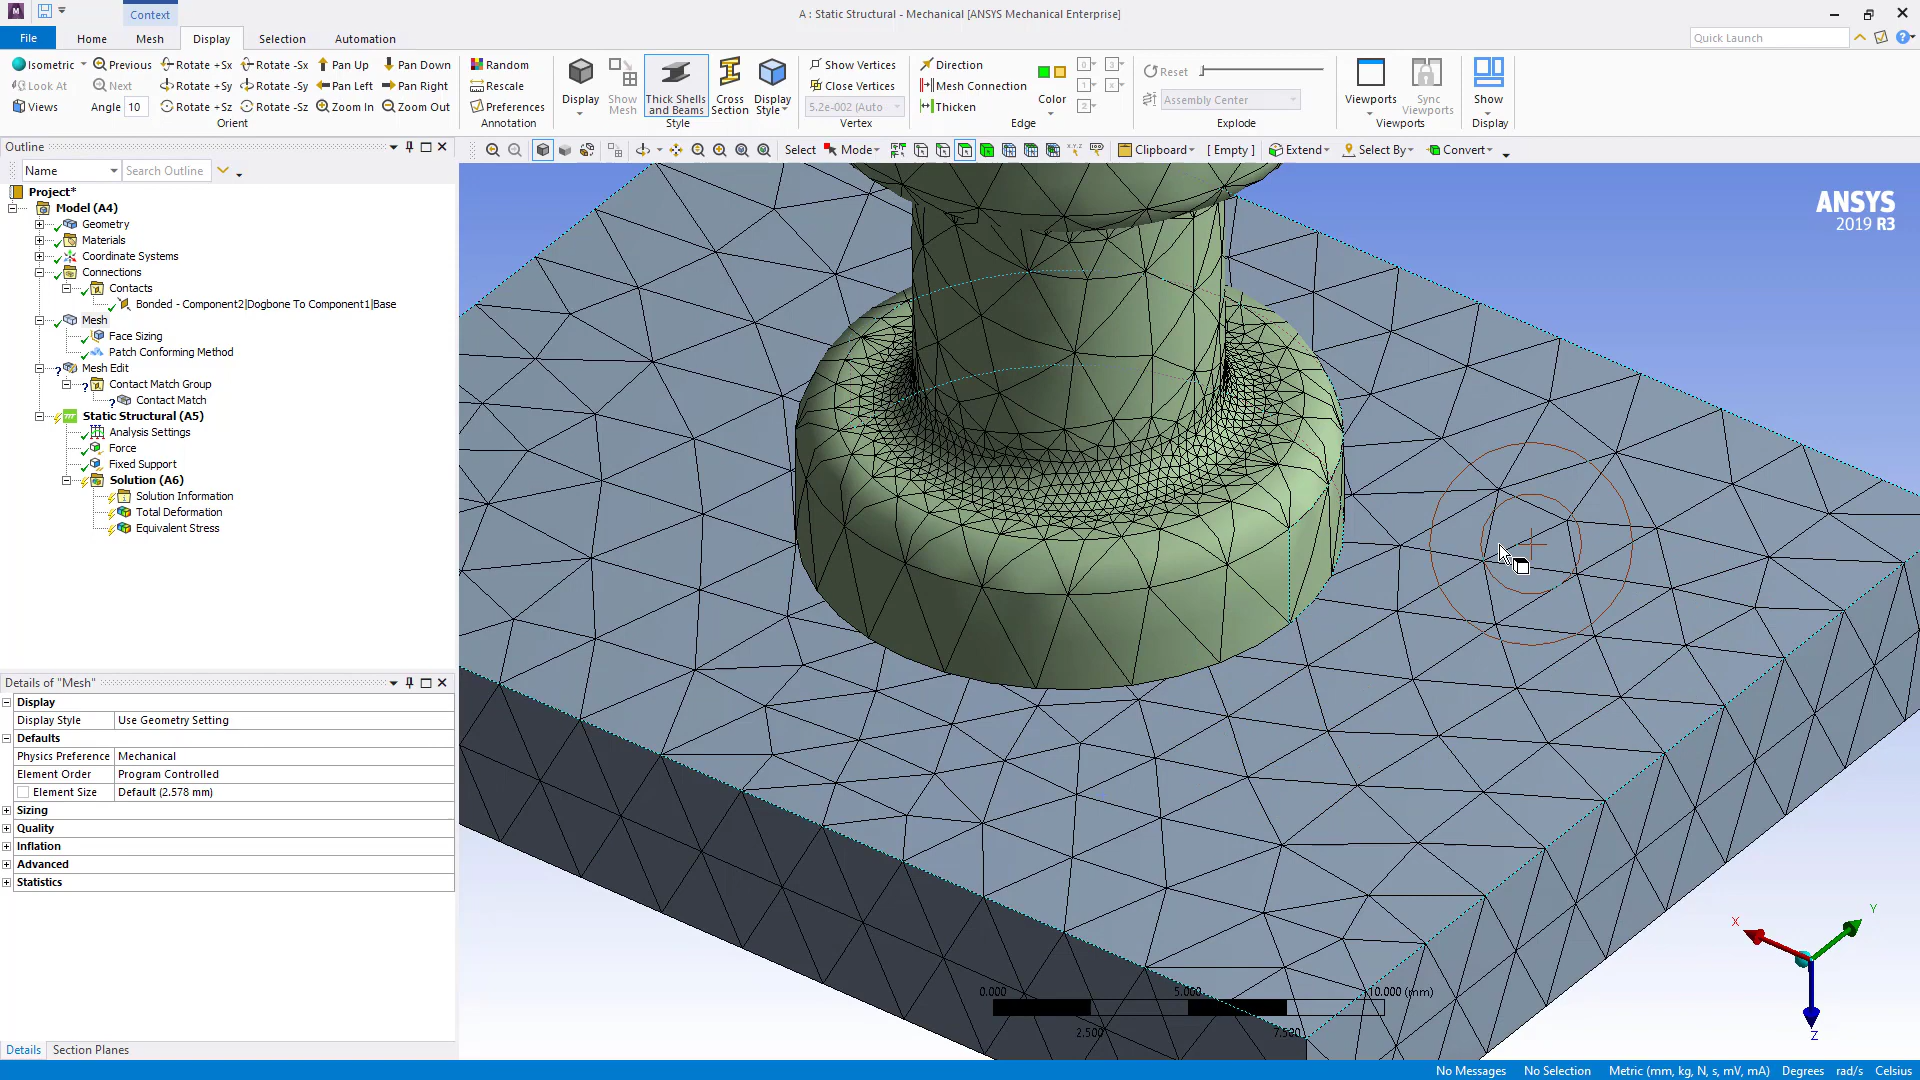 Context
A : Static Structural - Mechanical [ANSYS Mechanical Enterprise]
File Home Mesh Display Selection Automation
Quick Launch
Isometric Previous Rotate +Sx Rotate -Sx Pan Up Pan Down
Look At Next Rotate +Sy Rotate -Sy Pan Left Pan Right
Views Angle 10 Rotate +Sz Rotate -Sz Zoom In Zoom Out
Orient
Random
Rescale
Preferences
Annotation
Display
Show Mesh
Thick Shells and Beams
Cross Section
Display Style
Style
Show Vertices
Close Vertices
5.2e-002 (Auto
Vertex
Direction
Mesh Connection
Thicken
Color
0 3
1 x
2
Edge
Reset
Assembly Center
Explode
Viewports
Sync Viewports
Viewports
Show
Display
Outline
Select Mode Clipboard [ Empty ] Extend Select By Convert
Name Search Outline
Project*
Model (A4)
Geometry
Materials
Coordinate Systems
Connections
Contacts
Bonded - Component2|Dogbone To Component1|Base
Mesh
Face Sizing
Patch Conforming Method
Mesh Edit
Contact Match Group
Contact Match
Static Structural (A5)
Analysis Settings
Force
Fixed Support
Solution (A6)
Solution Information
Total Deformation
Equivalent Stress
ANSYS
2019 R3
Details of "Mesh"
Display
Display Style Use Geometry Setting
Defaults
Physics Preference Mechanical
Element Order Program Controlled
Element Size Default (2.578 mm)
Sizing
Quality
Inflation
Advanced
Statistics
X
Y
Z
0.000 5.000 10.000 (mm)
2.500 7.500
Details Section Planes
No Messages No Selection Metric (mm, kg, N, s, mV, mA) Degrees rad/s Celsius